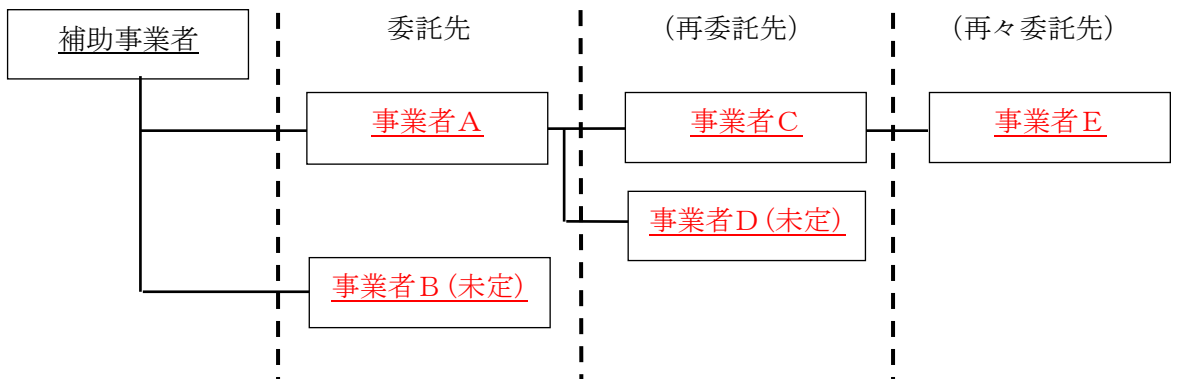 補助事業者
委託先
(再委託先)
(再々委託先)
事業者A
事業者C
事業者E
事業者D(未定)
事業者B(未定)